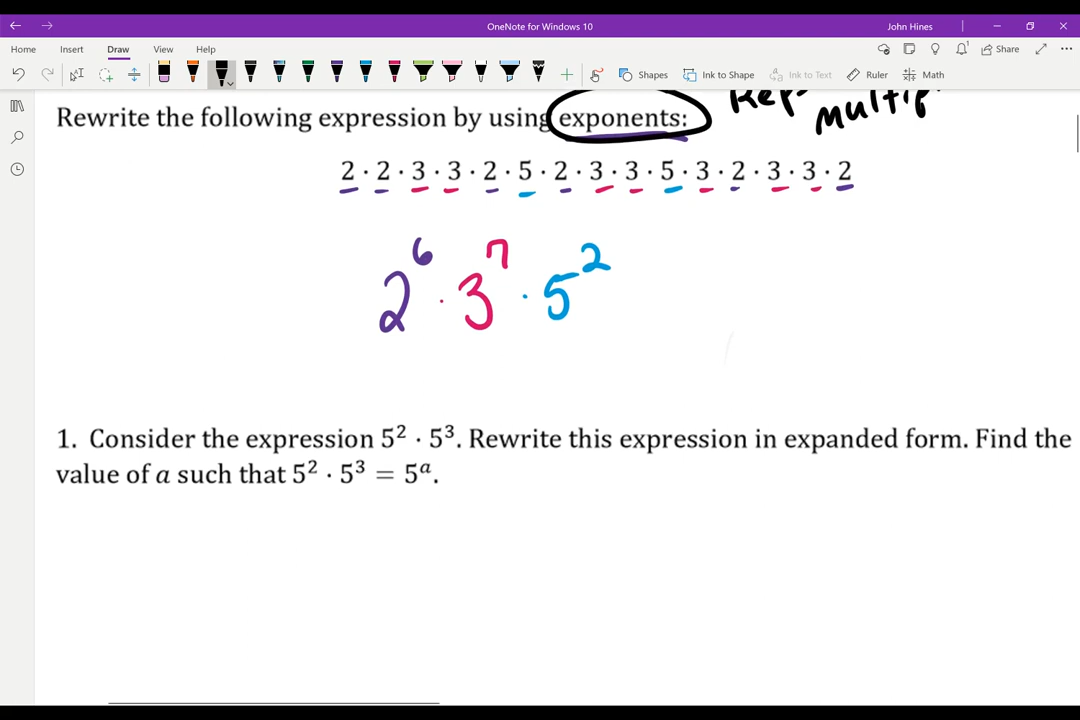 OneNote for Windows 10
John Hines
Home Insert Draw View Help
Share
Shapes Ink to Shape Ink to Text Ruler Math
Rewrite the following expression by using exponents:
2 · 2 · 3 · 3 · 2 · 5 · 2 · 3 · 3 · 5 · 3 · 2 · 3 · 3 · 2
2⁶ · 3⁷ · 5²
1. Consider the expression 5² · 5³. Rewrite this expression in expanded form. Find the
value of a such that 5² · 5³ = 5ᵃ.